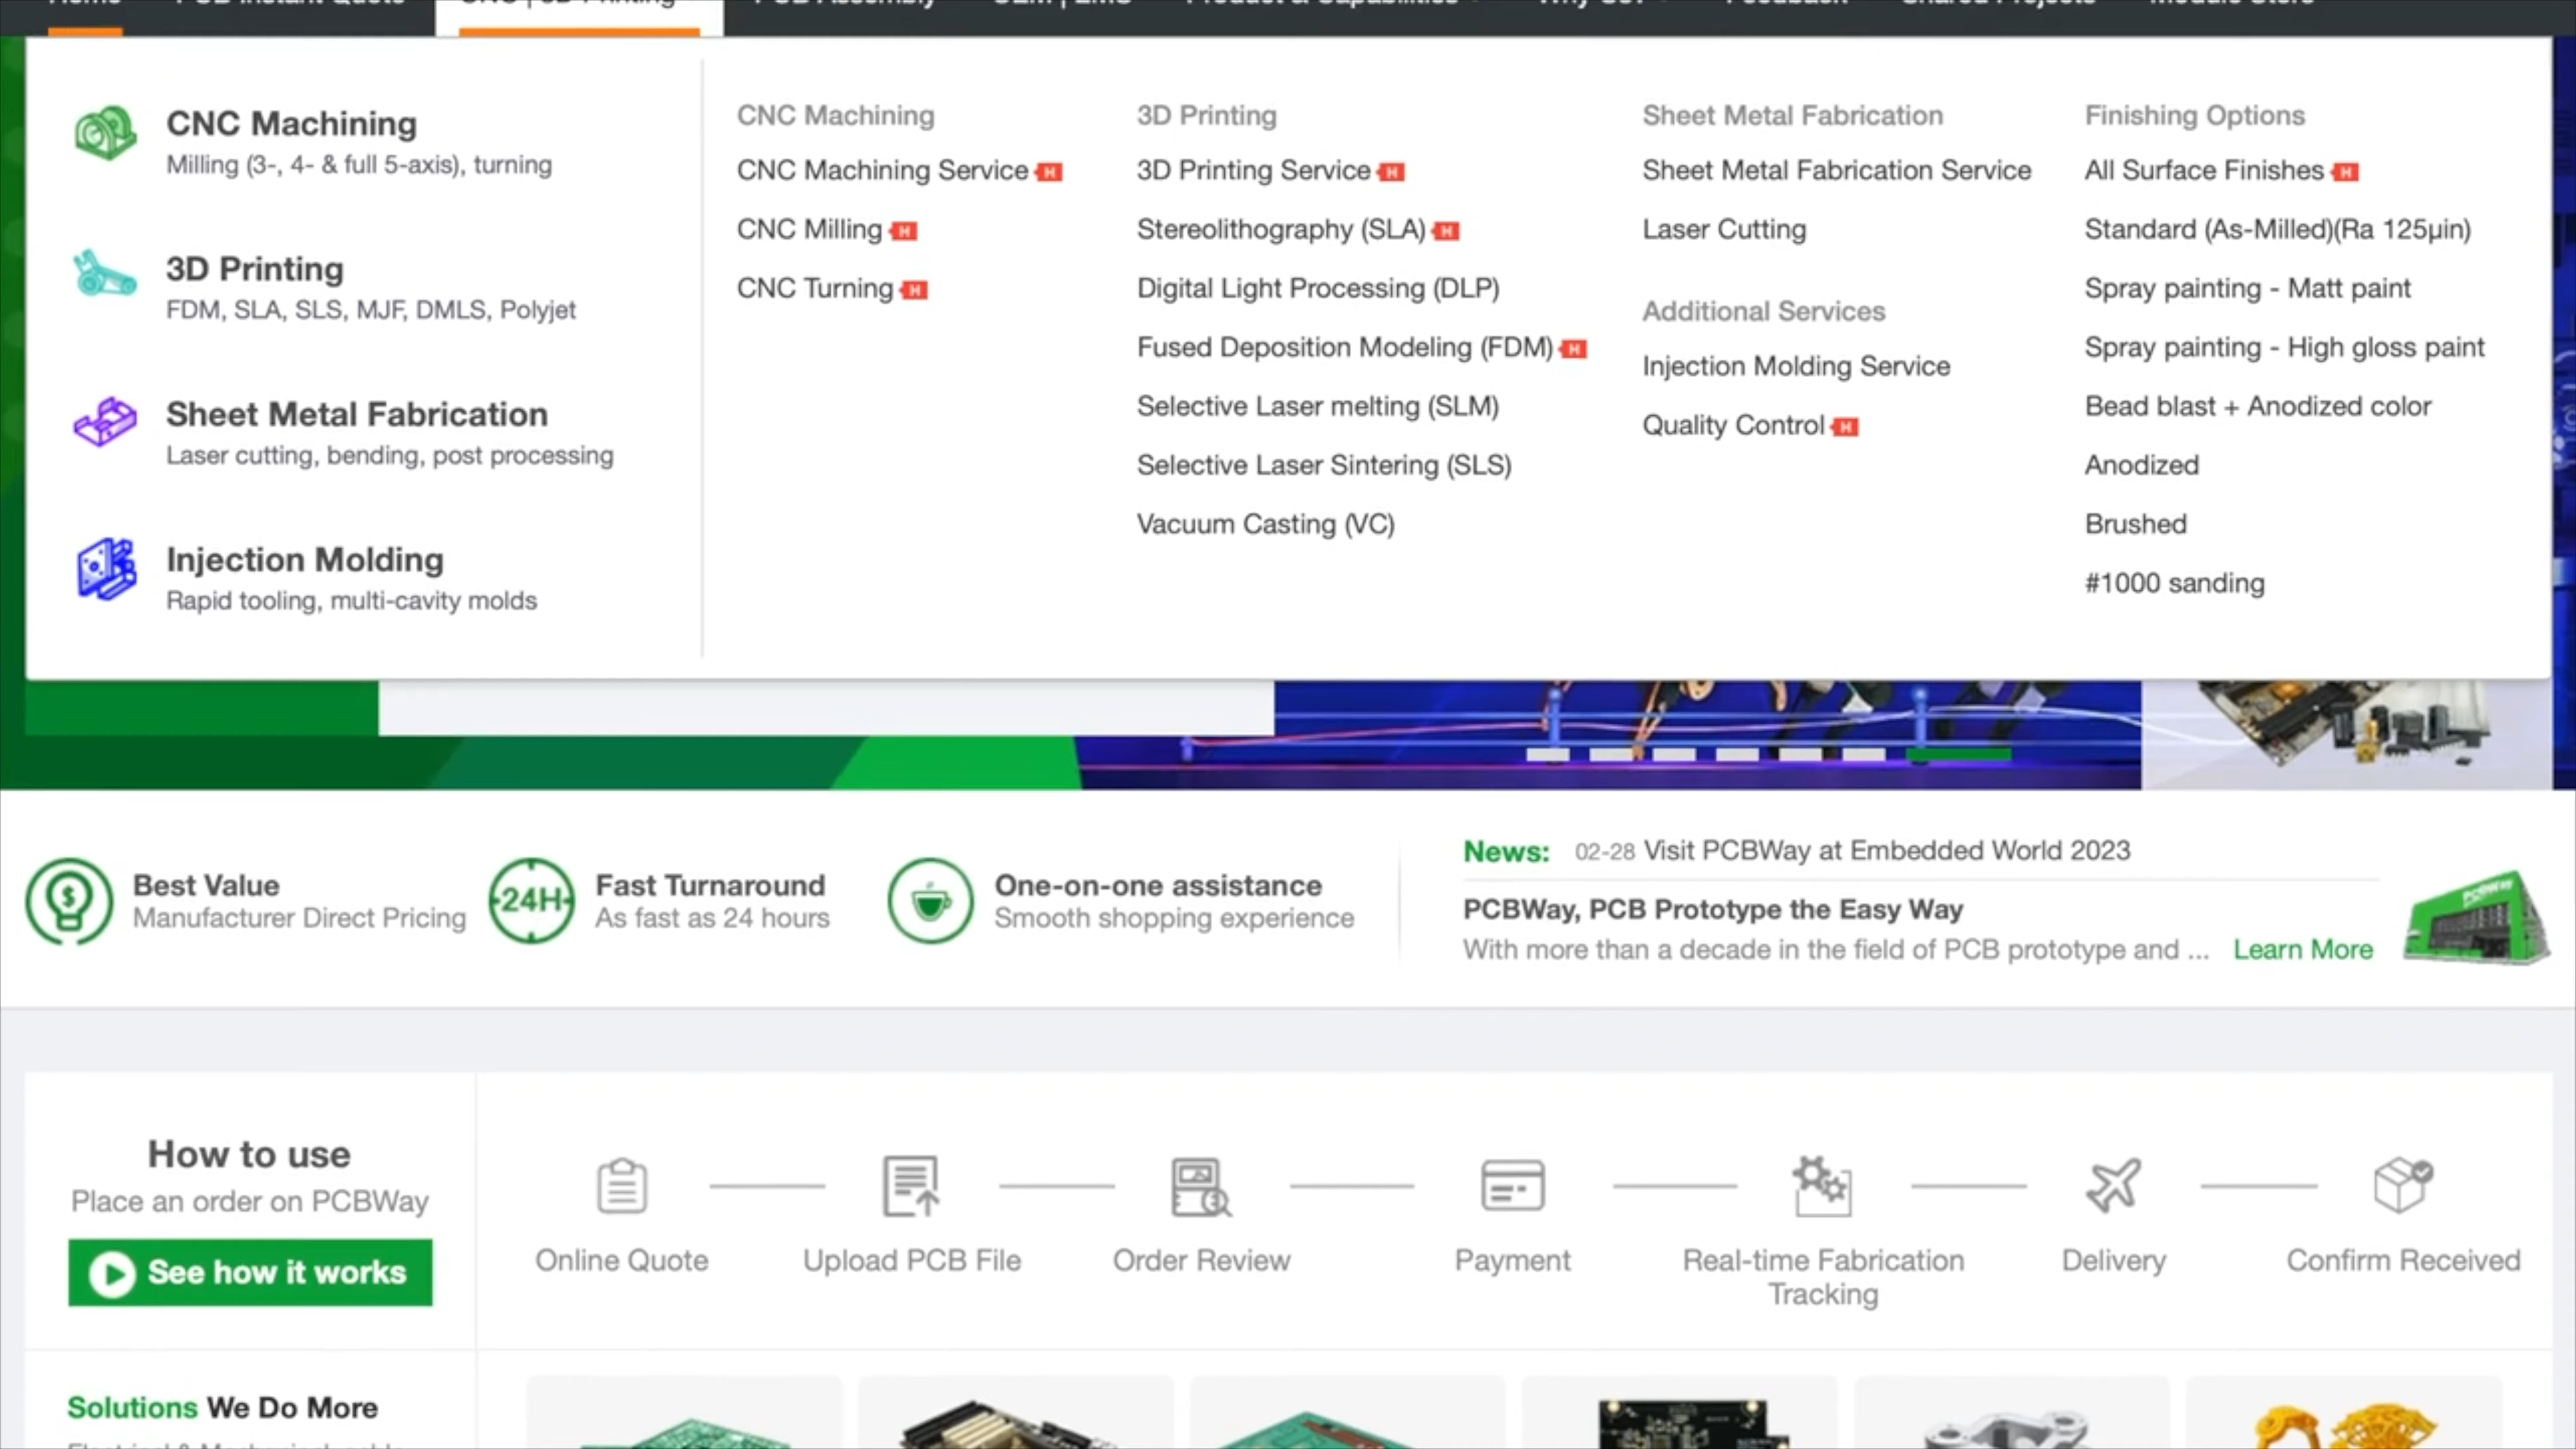 CNC Machining
Milling (3-, 4- & full 5-axis), turning
3D Printing
FDM, SLA, SLS, MJF, DMLS, Polyjet
Sheet Metal Fabrication
Laser cutting, bending, post processing
Injection Molding
Rapid tooling, multi-cavity molds
CNC Machining
CNC Machining Service H
CNC Milling H
CNC Turning H
3D Printing
3D Printing Service H
Stereolithography (SLA) H
Digital Light Processing (DLP)
Fused Deposition Modeling (FDM) H
Selective Laser melting (SLM)
Selective Laser Sintering (SLS)
Vacuum Casting (VC)
Sheet Metal Fabrication
Sheet Metal Fabrication Service
Laser Cutting
Additional Services
Injection Molding Service
Quality Control H
Finishing Options
All Surface Finishes H
Standard (As-Milled)(Ra 125µin)
Spray painting - Matt paint
Spray painting - High gloss paint
Bead blast + Anodized color
Anodized
Brushed
#1000 sanding
Best Value
Manufacturer Direct Pricing
24H
Fast Turnaround
As fast as 24 hours
One-on-one assistance
Smooth shopping experience
News: 02-28 Visit PCBWay at Embedded World 2023
PCBWay, PCB Prototype the Easy Way
With more than a decade in the field of PCB prototype and ... Learn More
PCBWay
How to use
Place an order on PCBWay
See how it works
Online Quote
Upload PCB File
Order Review
Payment
Real-time Fabrication
Tracking
Delivery
Confirm Received
Solutions We Do More